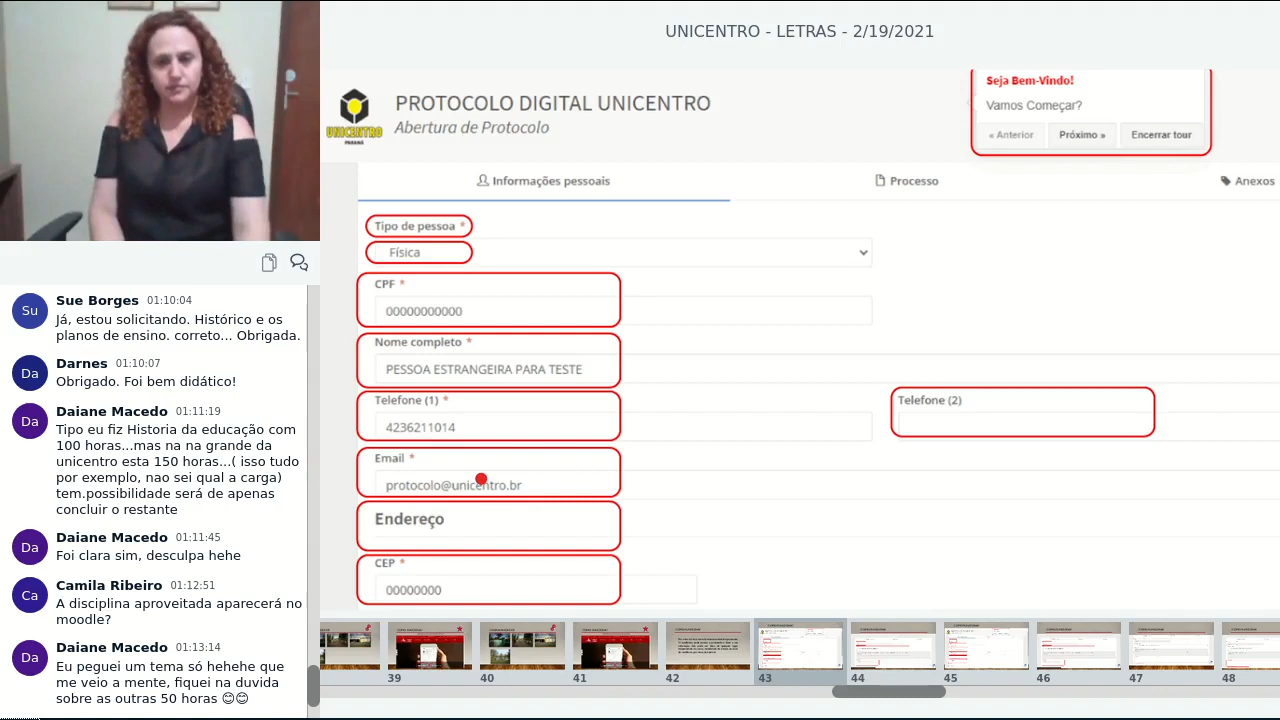 UNICENTRO - LETRAS - 2/19/2021
Seja Bem-Vindo!
Vamos Começar?
« Anterior
Próximo »
Encerrar tour
UNICENTRO
PARANÁ
PROTOCOLO DIGITAL UNICENTRO
Abertura de Protocolo
Informações pessoais
Processo
Anexos
Tipo de pessoa *
Física
CPF *
00000000000
Nome completo *
PESSOA ESTRANGEIRA PARA TESTE
Telefone (1) *
4236211014
Telefone (2)
Email *
protocolo@unicentro.br
Endereço
CEP *
00000000
Su
Sue Borges 01:10:04
Já, estou solicitando. Histórico e os
planos de ensino. correto... Obrigada.
Da
Darnes 01:10:07
Obrigado. Foi bem didático!
Da
Daiane Macedo 01:11:19
Tipo eu fiz Historia da educação com
100 horas...mas na na grande da
unicentro esta 150 horas...( isso tudo
por exemplo, nao sei qual a carga)
tem.possibilidade será de apenas
concluir o restante
Da
Daiane Macedo 01:11:45
Foi clara sim, desculpa hehe
Ca
Camila Ribeiro 01:12:51
A disciplina aproveitada aparecerá no
moodle?
Da
Daiane Macedo 01:13:14
Eu peguei um tema só hehehe que
me veio a mente, fiquei na duvida
sobre as outras 50 horas 😊😊
39
40
41
42
43
44
45
46
47
48